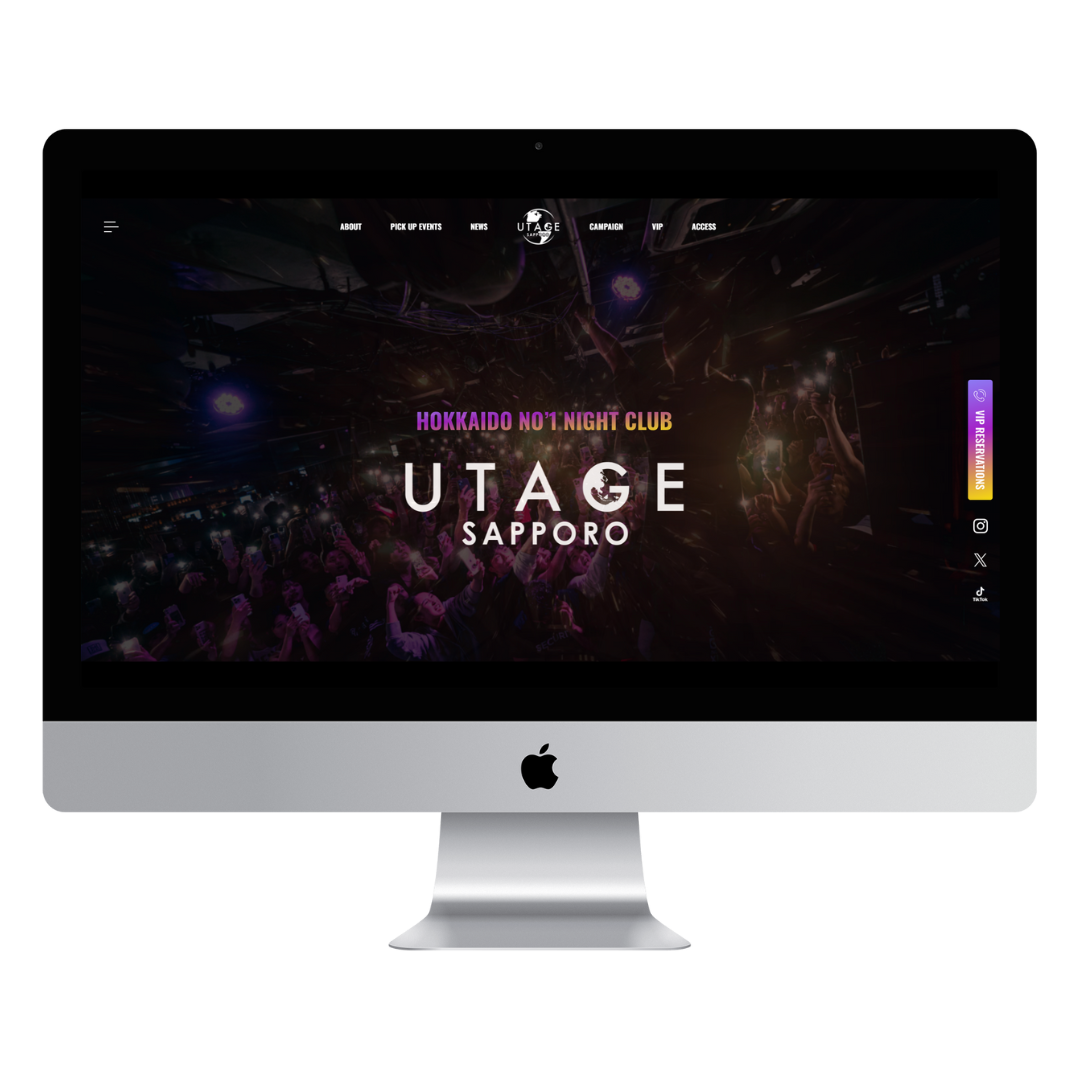 ABOUT
PICK UP EVENTS
NEWS
UTAGE
SAPPORO
CAMPAIGN
VIP
ACCESS
HOKKAIDO NO'1 NIGHT CLUB
UTAGE
SAPPORO
VIP RESERVATIONS
TikTok